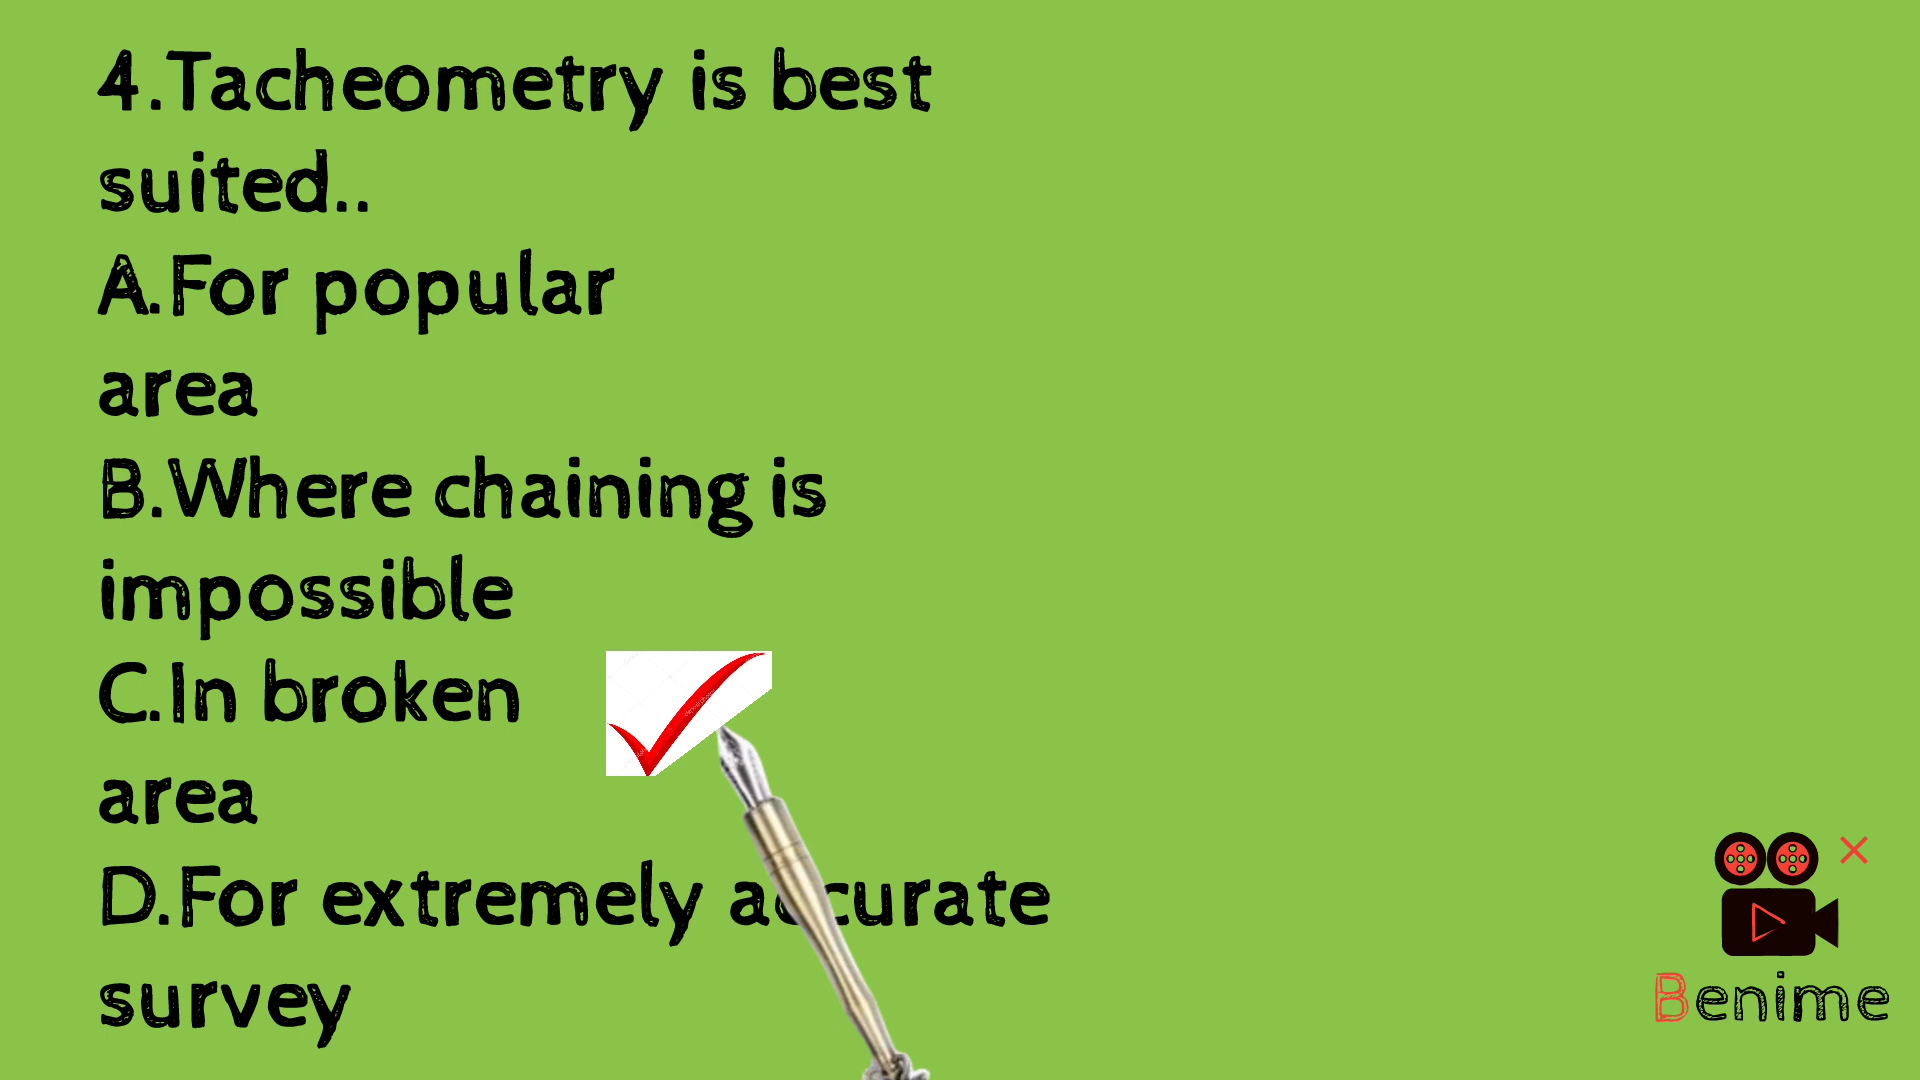 4.Tacheometry is best
suited..
A.For popular
area
B.Where chaining is
impossible
C.In broken
area
D.For extremely accurate
survey
Benime